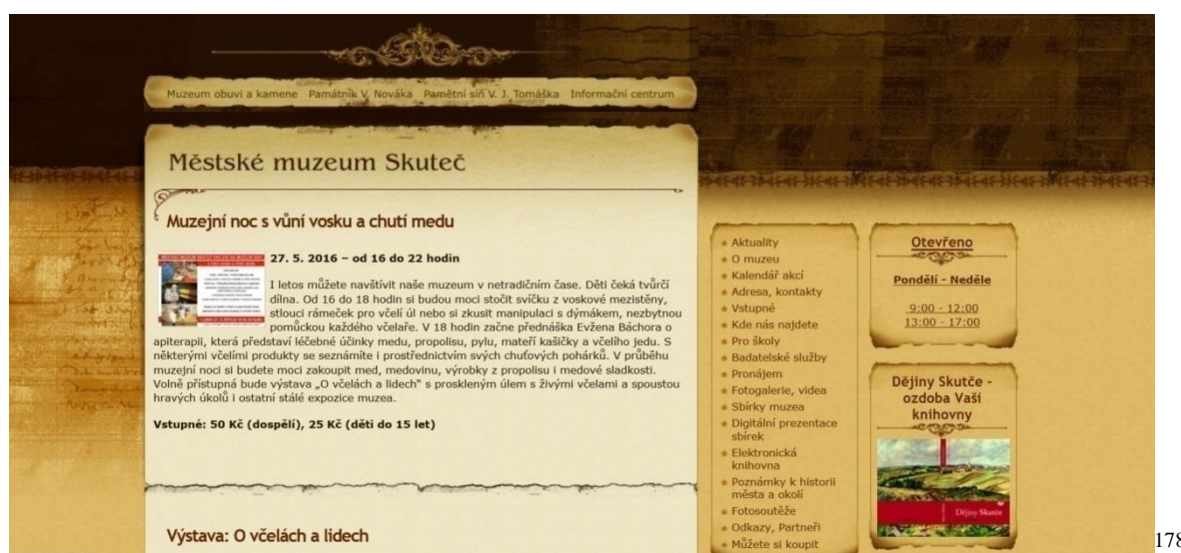 Muzeum obuvi a kamene Památník V. Nováka Pamětní síň V. J. Tomáška Informační centrum
Městské muzeum Skuteč
Muzejní noc s vůní vosku a chutí medu
27. 5. 2016 – od 16 do 22 hodin
I letos můžete navštívit naše muzeum v netradičním čase. Děti čeká tvůrčí
dílna. Od 16 do 18 hodin si budou moci stočit svíčku z voskové mezistěny,
stlouci rámeček pro včelí úl nebo si zkusit manipulaci s dýmákem, nezbytnou
pomůckou každého včelaře. V 18 hodin začne přednáška Evžena Báchora o
apiterapii, která představí léčebné účinky medu, propolisu, pylu, mateří kašičky a včelího jedu. S
některými včelími produkty se seznámíte i prostřednictvím svých chuťových pohárků. V průběhu
muzejní noci si budete moci zakoupit med, medovinu, výrobky z propolisu i medové sladkosti.
Volně přístupná bude výstava „O včelách a lidech“ s proskleným úlem s živými včelami a spoustou
hravých úkolů i ostatní stálé expozice muzea.
Vstupné: 50 Kč (dospělí), 25 Kč (děti do 15 let)
Výstava: O včelách a lidech
Aktuality
O muzeu
Kalendář akcí
Adresa, kontakty
Vstupné
Kde nás najdete
Pro školy
Badatelské služby
Pronájem
Fotogalerie, videa
Sbírky muzea
Digitální prezentace
sbírek
Elektronická
knihovna
Poznámky k historii
města a okolí
Fotosoutěže
Odkazy, Partneři
Můžete si koupit
Otevřeno
Pondělí - Neděle
9:00 - 12:00
13:00 - 17:00
Dějiny Skutče -
ozdoba Vaší
knihovny
Dějiny Skutče
178